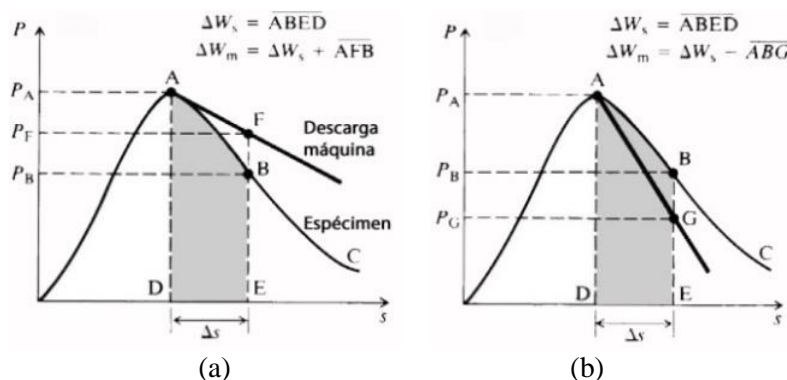 P
ΔW_s = ABED
ΔW_m = ΔW_s + AFB
A
P_A
F
P_F
Descarga
máquina
B
P_B
Espécimen
C
D
E
s
Δs
(a)
P
ΔW_s = ABED
ΔW_m = ΔW_s − ABG
A
P_A
B
P_B
G
P_G
C
D
E
s
Δs
(b)